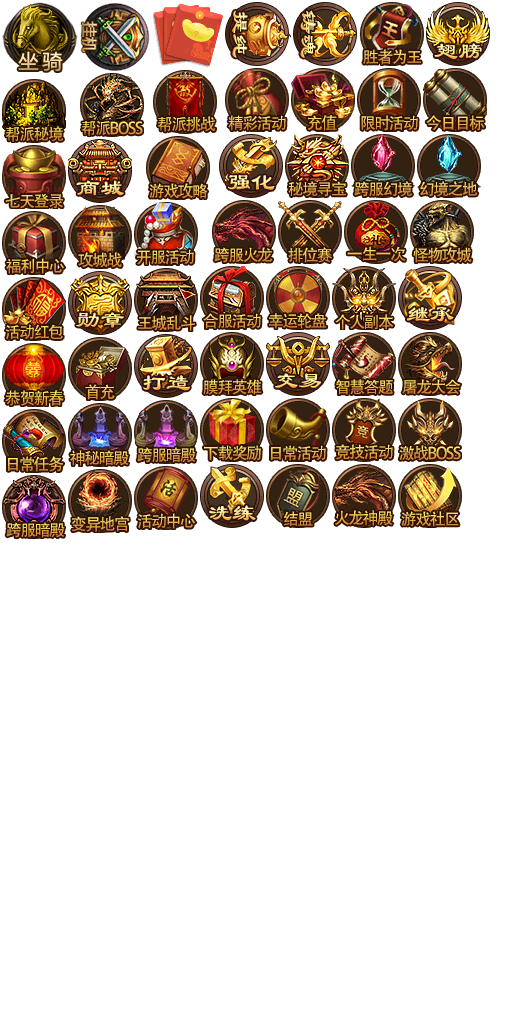 坐骑
劫
提纯
铸魂
胜者为王
翅膀
帮派秘境
帮派BOSS
帮派挑战
精彩活动
充值
限时活动
今日目标
七天登录
商城
游戏攻略
强化
秘境寻宝
跨服幻境
幻境之地
福利中心
攻城战
开服活动
跨服火龙
排位赛
一生一次
怪物攻城
活动红包
勋章
王城乱斗
合服活动
幸运轮盘
个人副本
继承
恭贺新春
首充
打造
膜拜英雄
交易
智慧答题
屠龙大会
日常任务
神秘暗殿
跨服暗殿
下载奖励
日常活动
竞技活动
激战BOSS
跨服暗殿
变异地宫
活动中心
洗练
结盟
火龙神殿
游戏社区